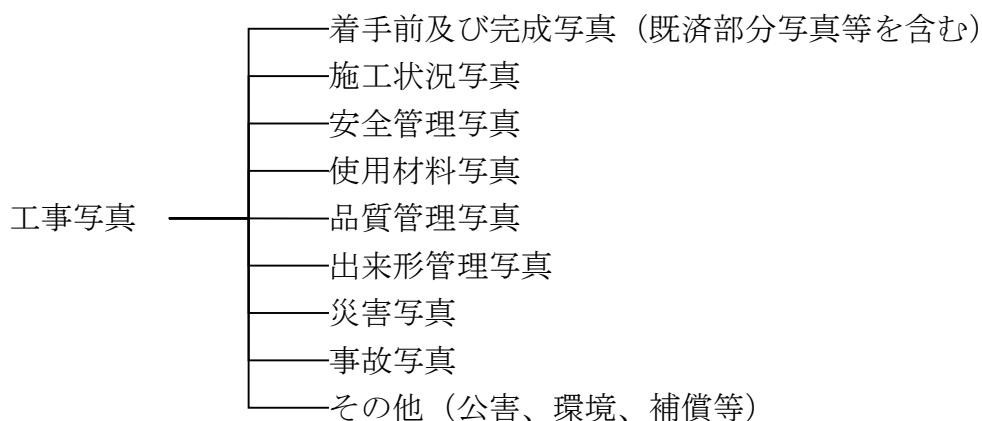 着手前及び完成写真（既済部分写真等を含む）
施工状況写真
安全管理写真
使用材料写真
工事写真
品質管理写真
出来形管理写真
災害写真
事故写真
その他（公害、環境、補償等）